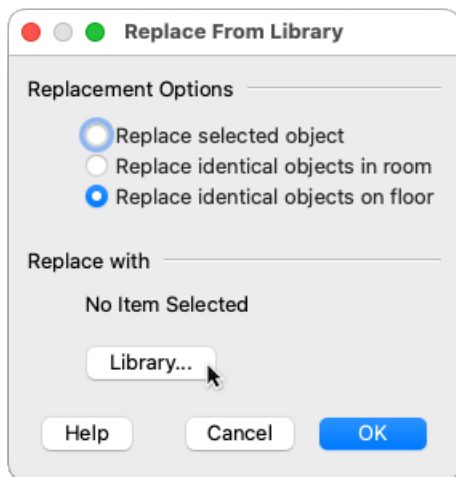 Replace From Library
Replacement Options
Replace selected object
Replace identical objects in room
Replace identical objects on floor
Replace with
No Item Selected
Library...
Help
Cancel
OK